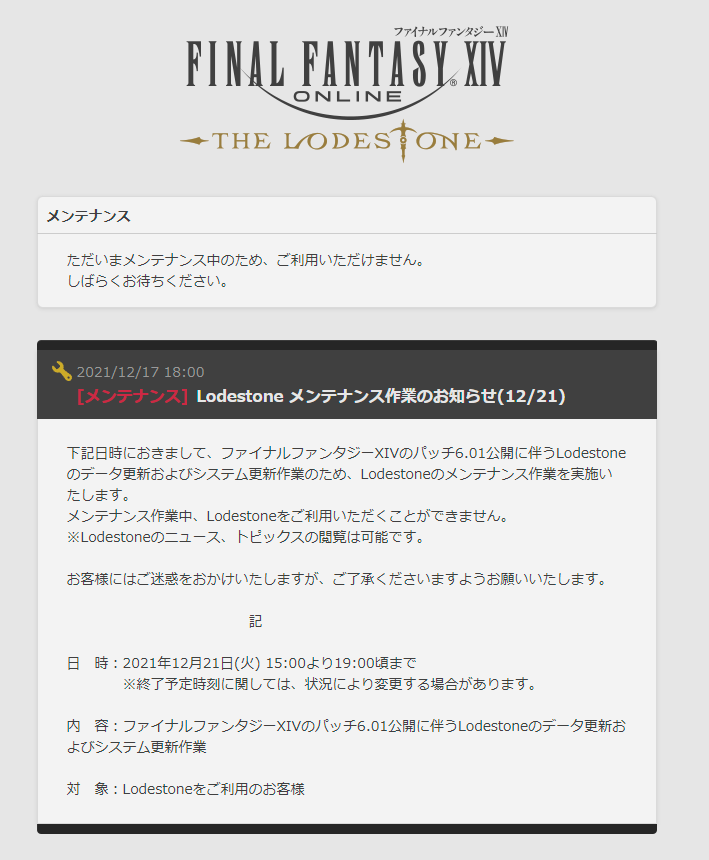 ファイナルファンタジーXIV
FINAL FANTASY® XIV
ONLINE
THE LODESTONE
メンテナンス
ただいまメンテナンス中のため、ご利用いただけません。
しばらくお待ちください。
2021/12/17 18:00
[メンテナンス] Lodestone メンテナンス作業のお知らせ(12/21)
下記日時におきまして、ファイナルファンタジーXIVのパッチ6.01公開に伴うLodestone
のデータ更新およびシステム更新作業のため、Lodestoneのメンテナンス作業を実施い
たします。
メンテナンス作業中、Lodestoneをご利用いただくことができません。
※Lodestoneのニュース、トピックスの閲覧は可能です。
お客様にはご迷惑をおかけいたしますが、ご了承くださいますようお願いいたします。
記
日　時：2021年12月21日(火) 15:00より19:00頃まで
※終了予定時刻に関しては、状況により変更する場合があります。
内　容：ファイナルファンタジーXIVのパッチ6.01公開に伴うLodestoneのデータ更新お
よびシステム更新作業
対　象：Lodestoneをご利用のお客様